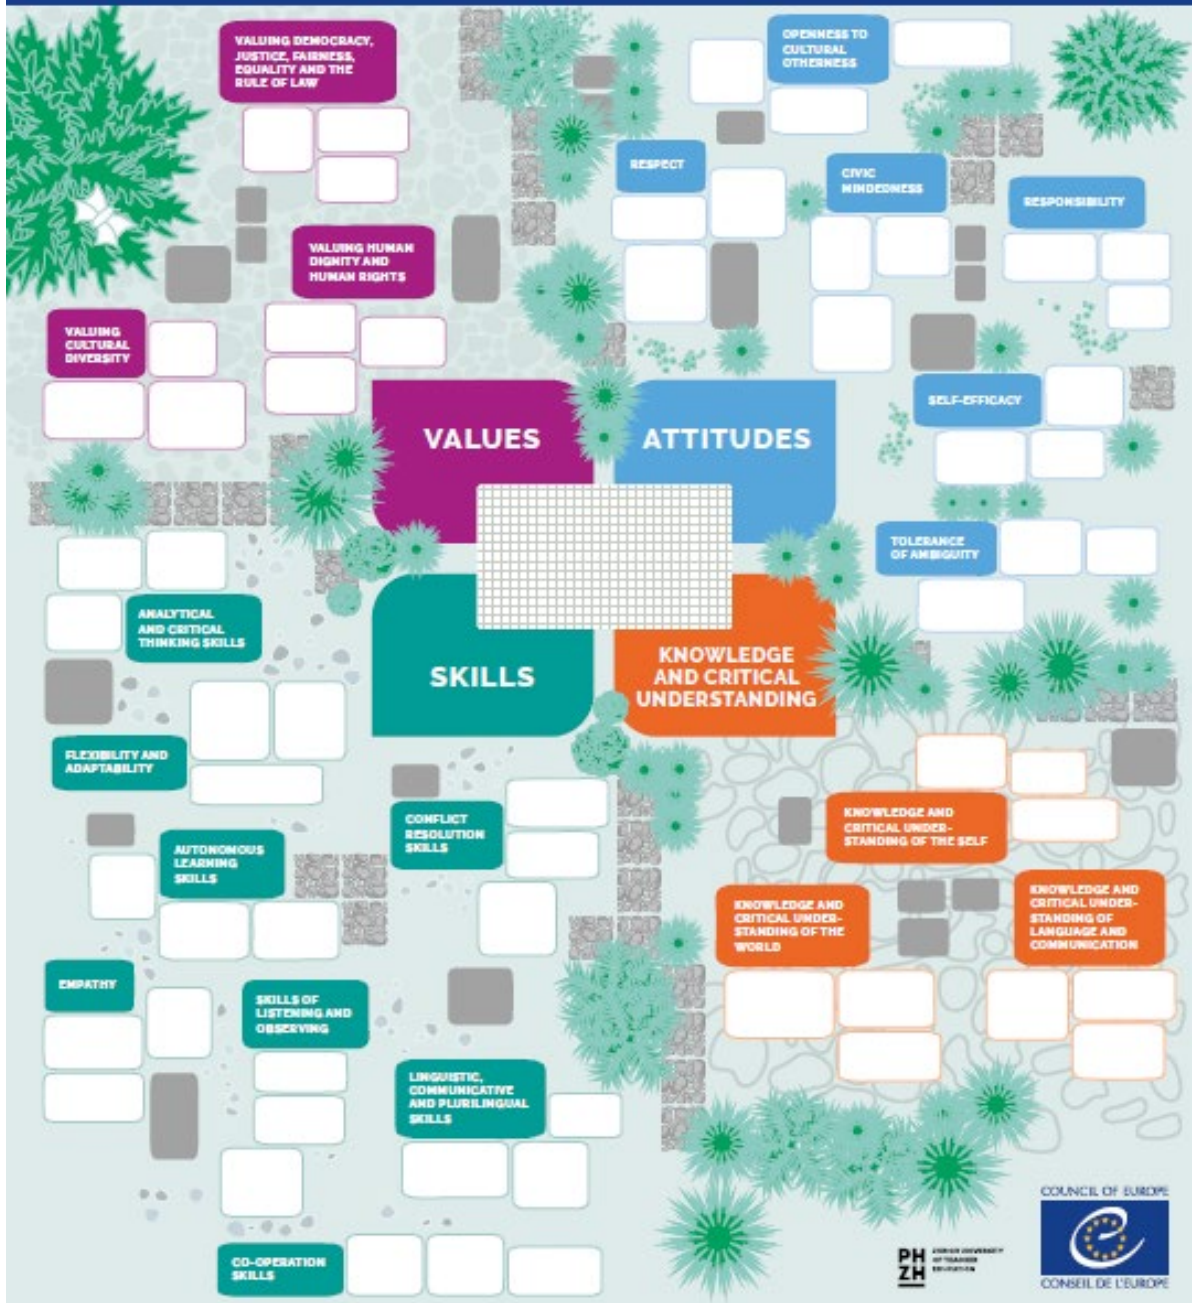 VALUING DEMOCRACY,
JUSTICE, FAIRNESS,
EQUALITY AND THE
RULE OF LAW
OPENNESS TO
CULTURAL
OTHERNESS
RESPECT
CIVIC
MINDEDNESS
RESPONSIBILITY
VALUING HUMAN
DIGNITY AND
HUMAN RIGHTS
VALUING
CULTURAL
DIVERSITY
SELF-EFFICACY
VALUES
ATTITUDES
TOLERANCE
OF AMBIGUITY
ANALYTICAL
AND CRITICAL
THINKING SKILLS
SKILLS
KNOWLEDGE
AND CRITICAL
UNDERSTANDING
FLEXIBILITY AND
ADAPTABILITY
CONFLICT
RESOLUTION
SKILLS
KNOWLEDGE AND
CRITICAL UNDER-
STANDING OF THE SELF
AUTONOMOUS
LEARNING
SKILLS
KNOWLEDGE AND
CRITICAL UNDER-
STANDING OF THE
WORLD
KNOWLEDGE AND
CRITICAL UNDER-
STANDING OF
LANGUAGE AND
COMMUNICATION
EMPATHY
SKILLS OF
LISTENING AND
OBSERVING
LINGUISTIC,
COMMUNICATIVE
AND PLURILINGUAL
SKILLS
CO-OPERATION
SKILLS
PH
ZH
ZURICH UNIVERSITY
OF TEACHER
EDUCATION
COUNCIL OF EUROPE
CONSEIL DE L'EUROPE